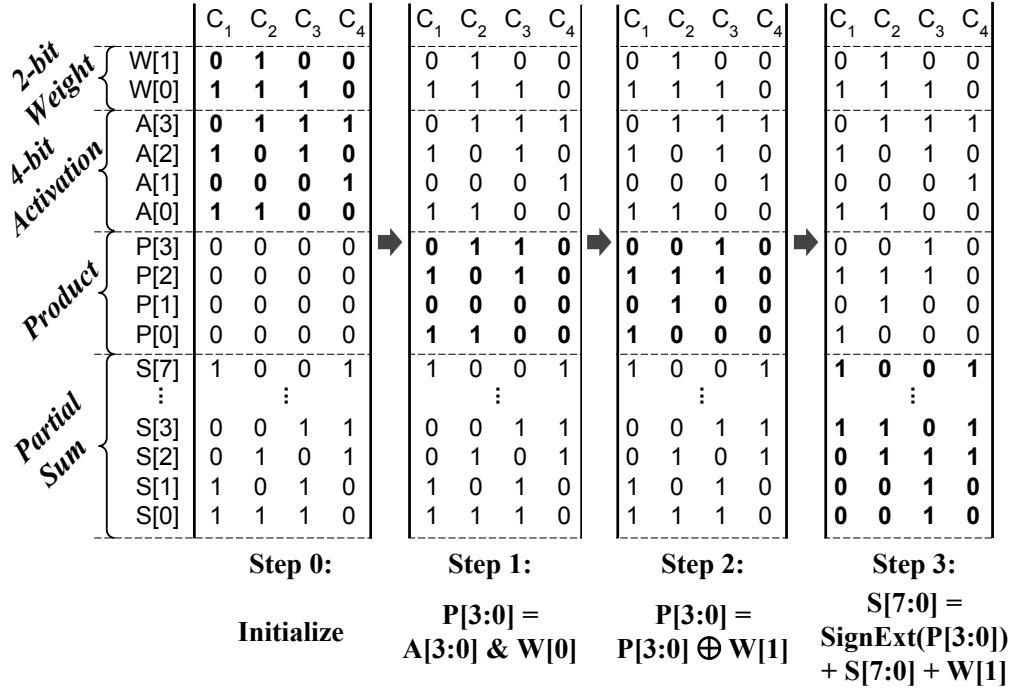 C1 C2 C3 C4 C1 C2 C3 C4 C1 C2 C3 C4 C1 C2 C3 C4
2-bit Weight
W[1] 0 1 0 0 0 1 0 0 0 1 0 0 0 1 0 0
W[0] 1 1 1 0 1 1 1 0 1 1 1 0 1 1 1 0
4-bit Activation
A[3] 0 1 1 1 0 1 1 1 0 1 1 1 0 1 1 1
A[2] 1 0 1 0 1 0 1 0 1 0 1 0 1 0 1 0
A[1] 0 0 0 1 0 0 0 1 0 0 0 1 0 0 0 1
A[0] 1 1 0 0 1 1 0 0 1 1 0 0 1 1 0 0
Product
P[3] 0 0 0 0 0 1 1 0 0 0 1 0 0 0 1 0
P[2] 0 0 0 0 1 0 1 0 1 1 1 0 1 1 1 0
P[1] 0 0 0 0 0 0 0 0 0 1 0 0 0 1 0 0
P[0] 0 0 0 0 1 1 0 0 1 0 0 0 1 0 0 0
Partial Sum
S[7] 1 0 0 1 1 0 0 1 1 0 0 1 1 0 0 1
⋮ ⋮ ⋮ ⋮ ⋮
S[3] 0 0 1 1 0 0 1 1 0 0 1 1 1 1 0 1
S[2] 0 1 0 1 0 1 0 1 0 1 0 1 0 1 1 1
S[1] 1 0 1 0 1 0 1 0 1 0 1 0 0 0 1 0
S[0] 1 1 1 0 1 1 1 0 1 1 1 0 0 0 1 0
Step 0:
Initialize
Step 1:
P[3:0] =
A[3:0] & W[0]
Step 2:
P[3:0] =
P[3:0] ⊕ W[1]
Step 3:
S[7:0] =
SignExt(P[3:0])
+ S[7:0] + W[1]